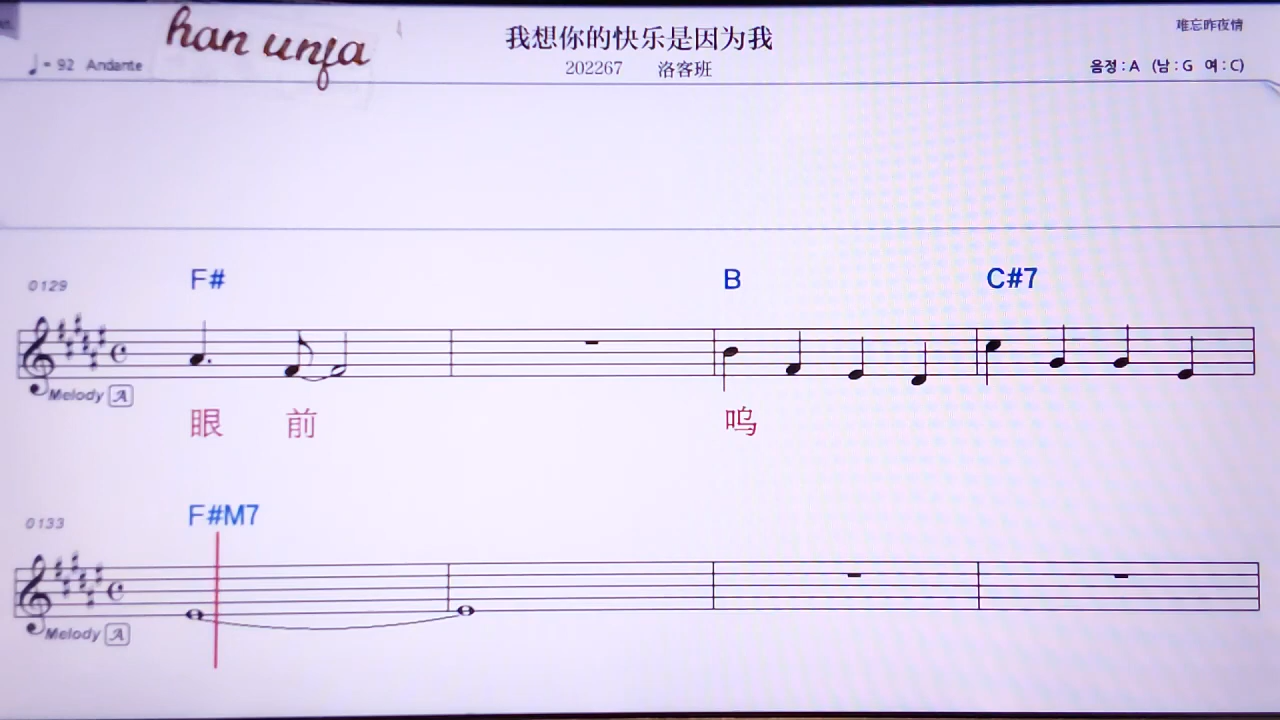 han unfa
我想你的快乐是因为我
难忘昨夜情
♩= 92 Andante
202267 洛客班
음정 : A (남 : G 여 : C)
0129
F# B C#7
Melody A
眼 前 呜
0133
F#M7
Melody A